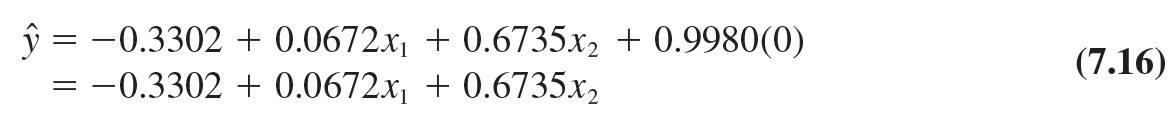 ŷ = −0.3302 + 0.0672x₁ + 0.6735x₂ + 0.9980(0)
= −0.3302 + 0.0672x₁ + 0.6735x₂
(7.16)